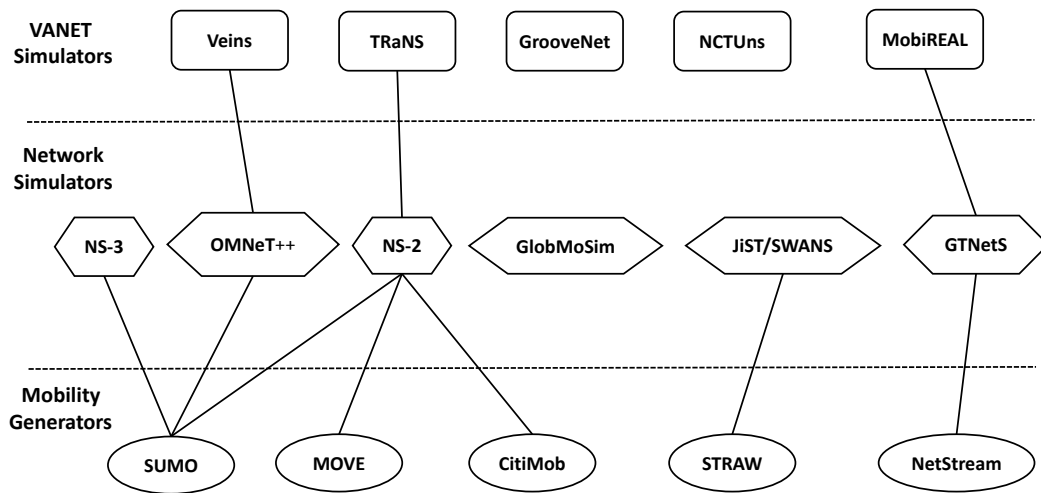 VANET
Simulators
Veins
TRaNS
GrooveNet
NCTUns
MobiREAL
Network
Simulators
NS-3
OMNeT++
NS-2
GlobMoSim
JiST/SWANS
GTNetS
Mobility
Generators
SUMO
MOVE
CitiMob
STRAW
NetStream